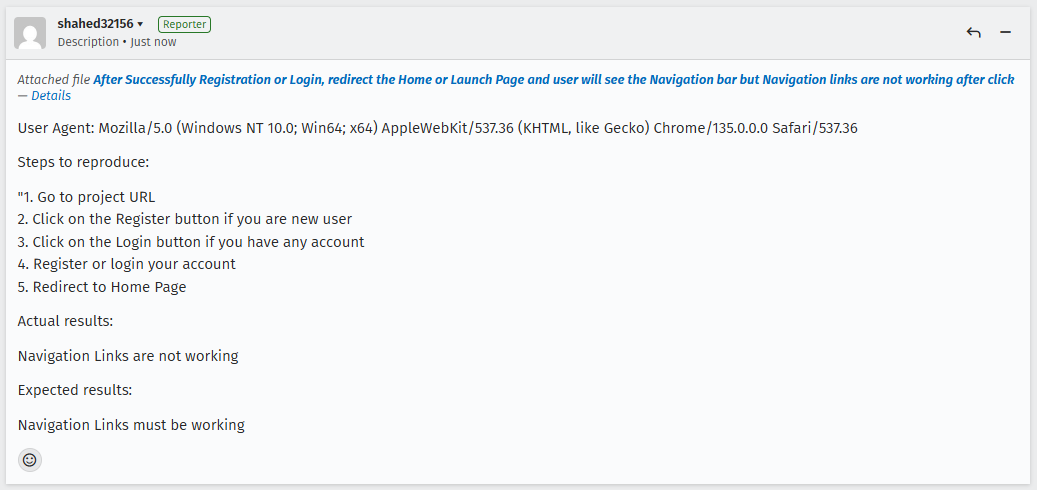 shahed32156 ▾ Reporter
Description • Just now
Attached file After Successfully Registration or Login, redirect the Home or Launch Page and user will see the Navigation bar but Navigation links are not working after click
— Details
User Agent: Mozilla/5.0 (Windows NT 10.0; Win64; x64) AppleWebKit/537.36 (KHTML, like Gecko) Chrome/135.0.0.0 Safari/537.36
Steps to reproduce:
"1. Go to project URL
2. Click on the Register button if you are new user
3. Click on the Login button if you have any account
4. Register or login your account
5. Redirect to Home Page
Actual results:
Navigation Links are not working
Expected results:
Navigation Links must be working